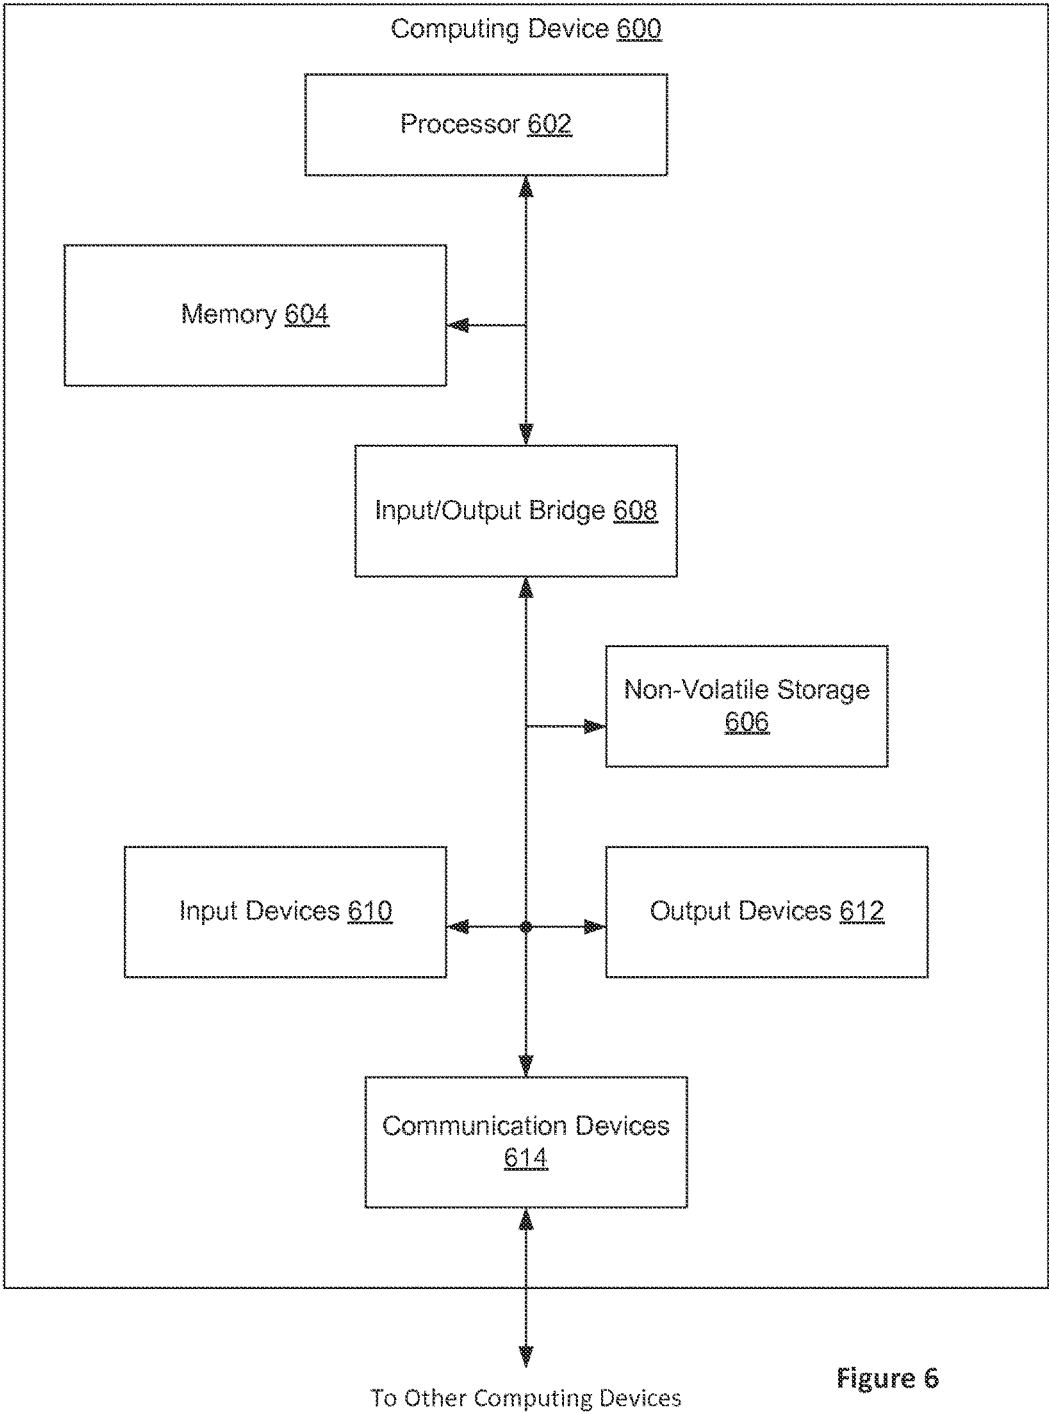 Computing Device 600
Processor 602
Memory 604
Input/Output Bridge 608
Non-Volatile Storage
606
Input Devices 610
Output Devices 612
Communication Devices
614
To Other Computing Devices
Figure 6